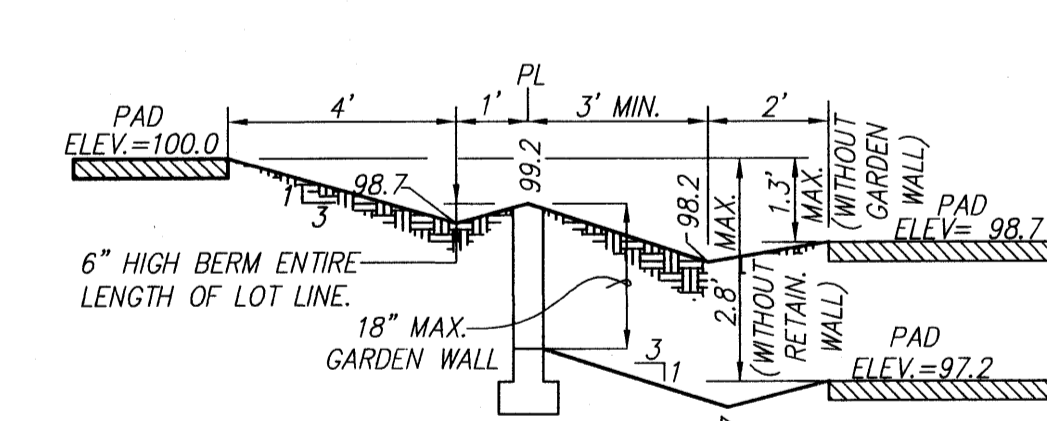 PL
4'
1'
3' MIN.
2'
PAD
ELEV.=100.0
99.2
98.7
1
3
98.2
2.8' MAX.
(WITHOUT
RETAIN.
WALL)
1.3'
MAX.
(WITHOUT
GARDEN
WALL)
PAD
ELEV= 98.7
6" HIGH BERM ENTIRE
LENGTH OF LOT LINE.
18" MAX.
GARDEN WALL
3
1
PAD
ELEV.=97.2